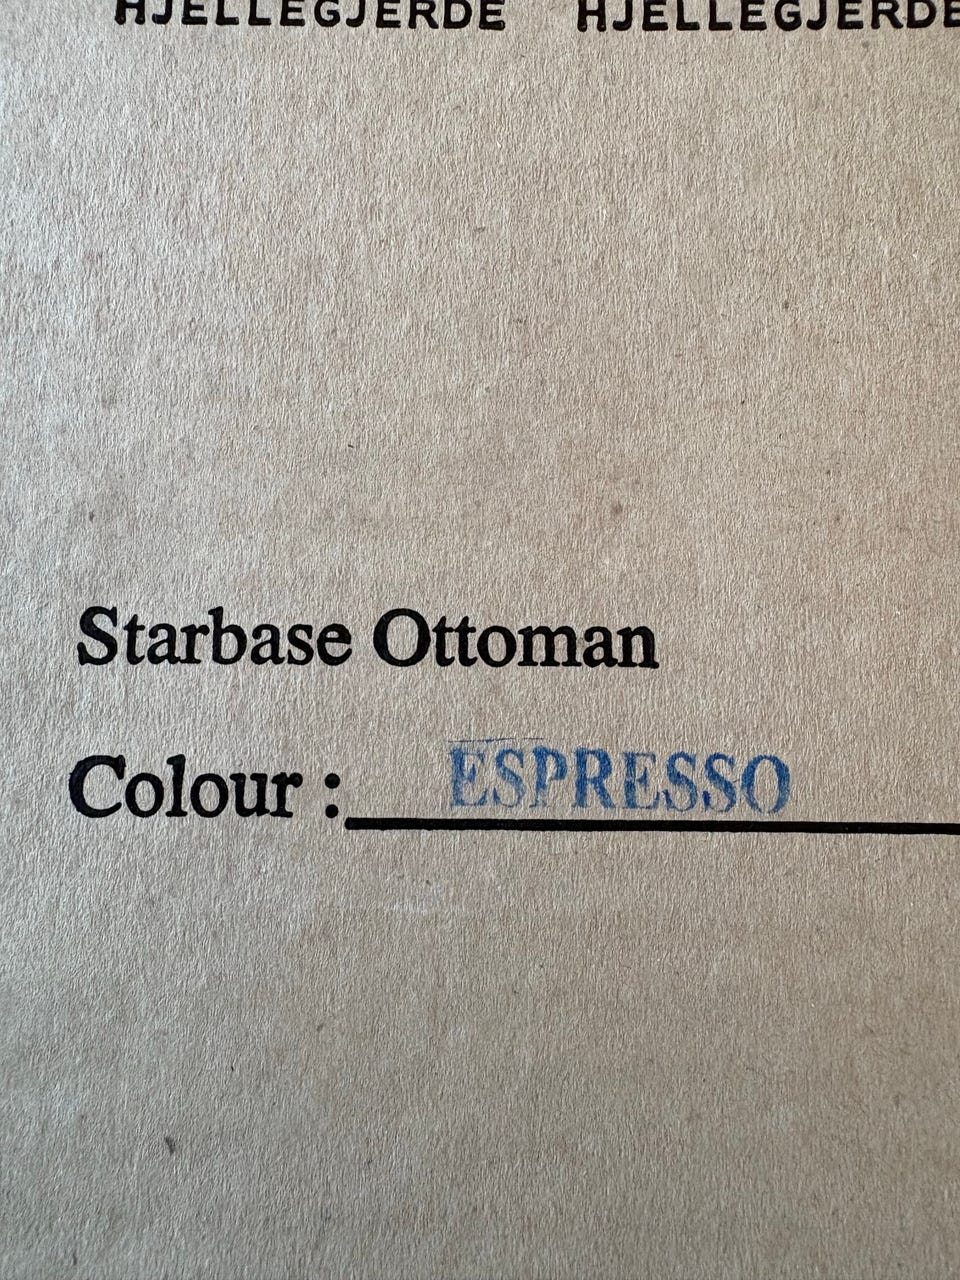 HJELLEGJERDE HJELLEGJERDE
Starbase Ottoman
Colour : ESPRESSO